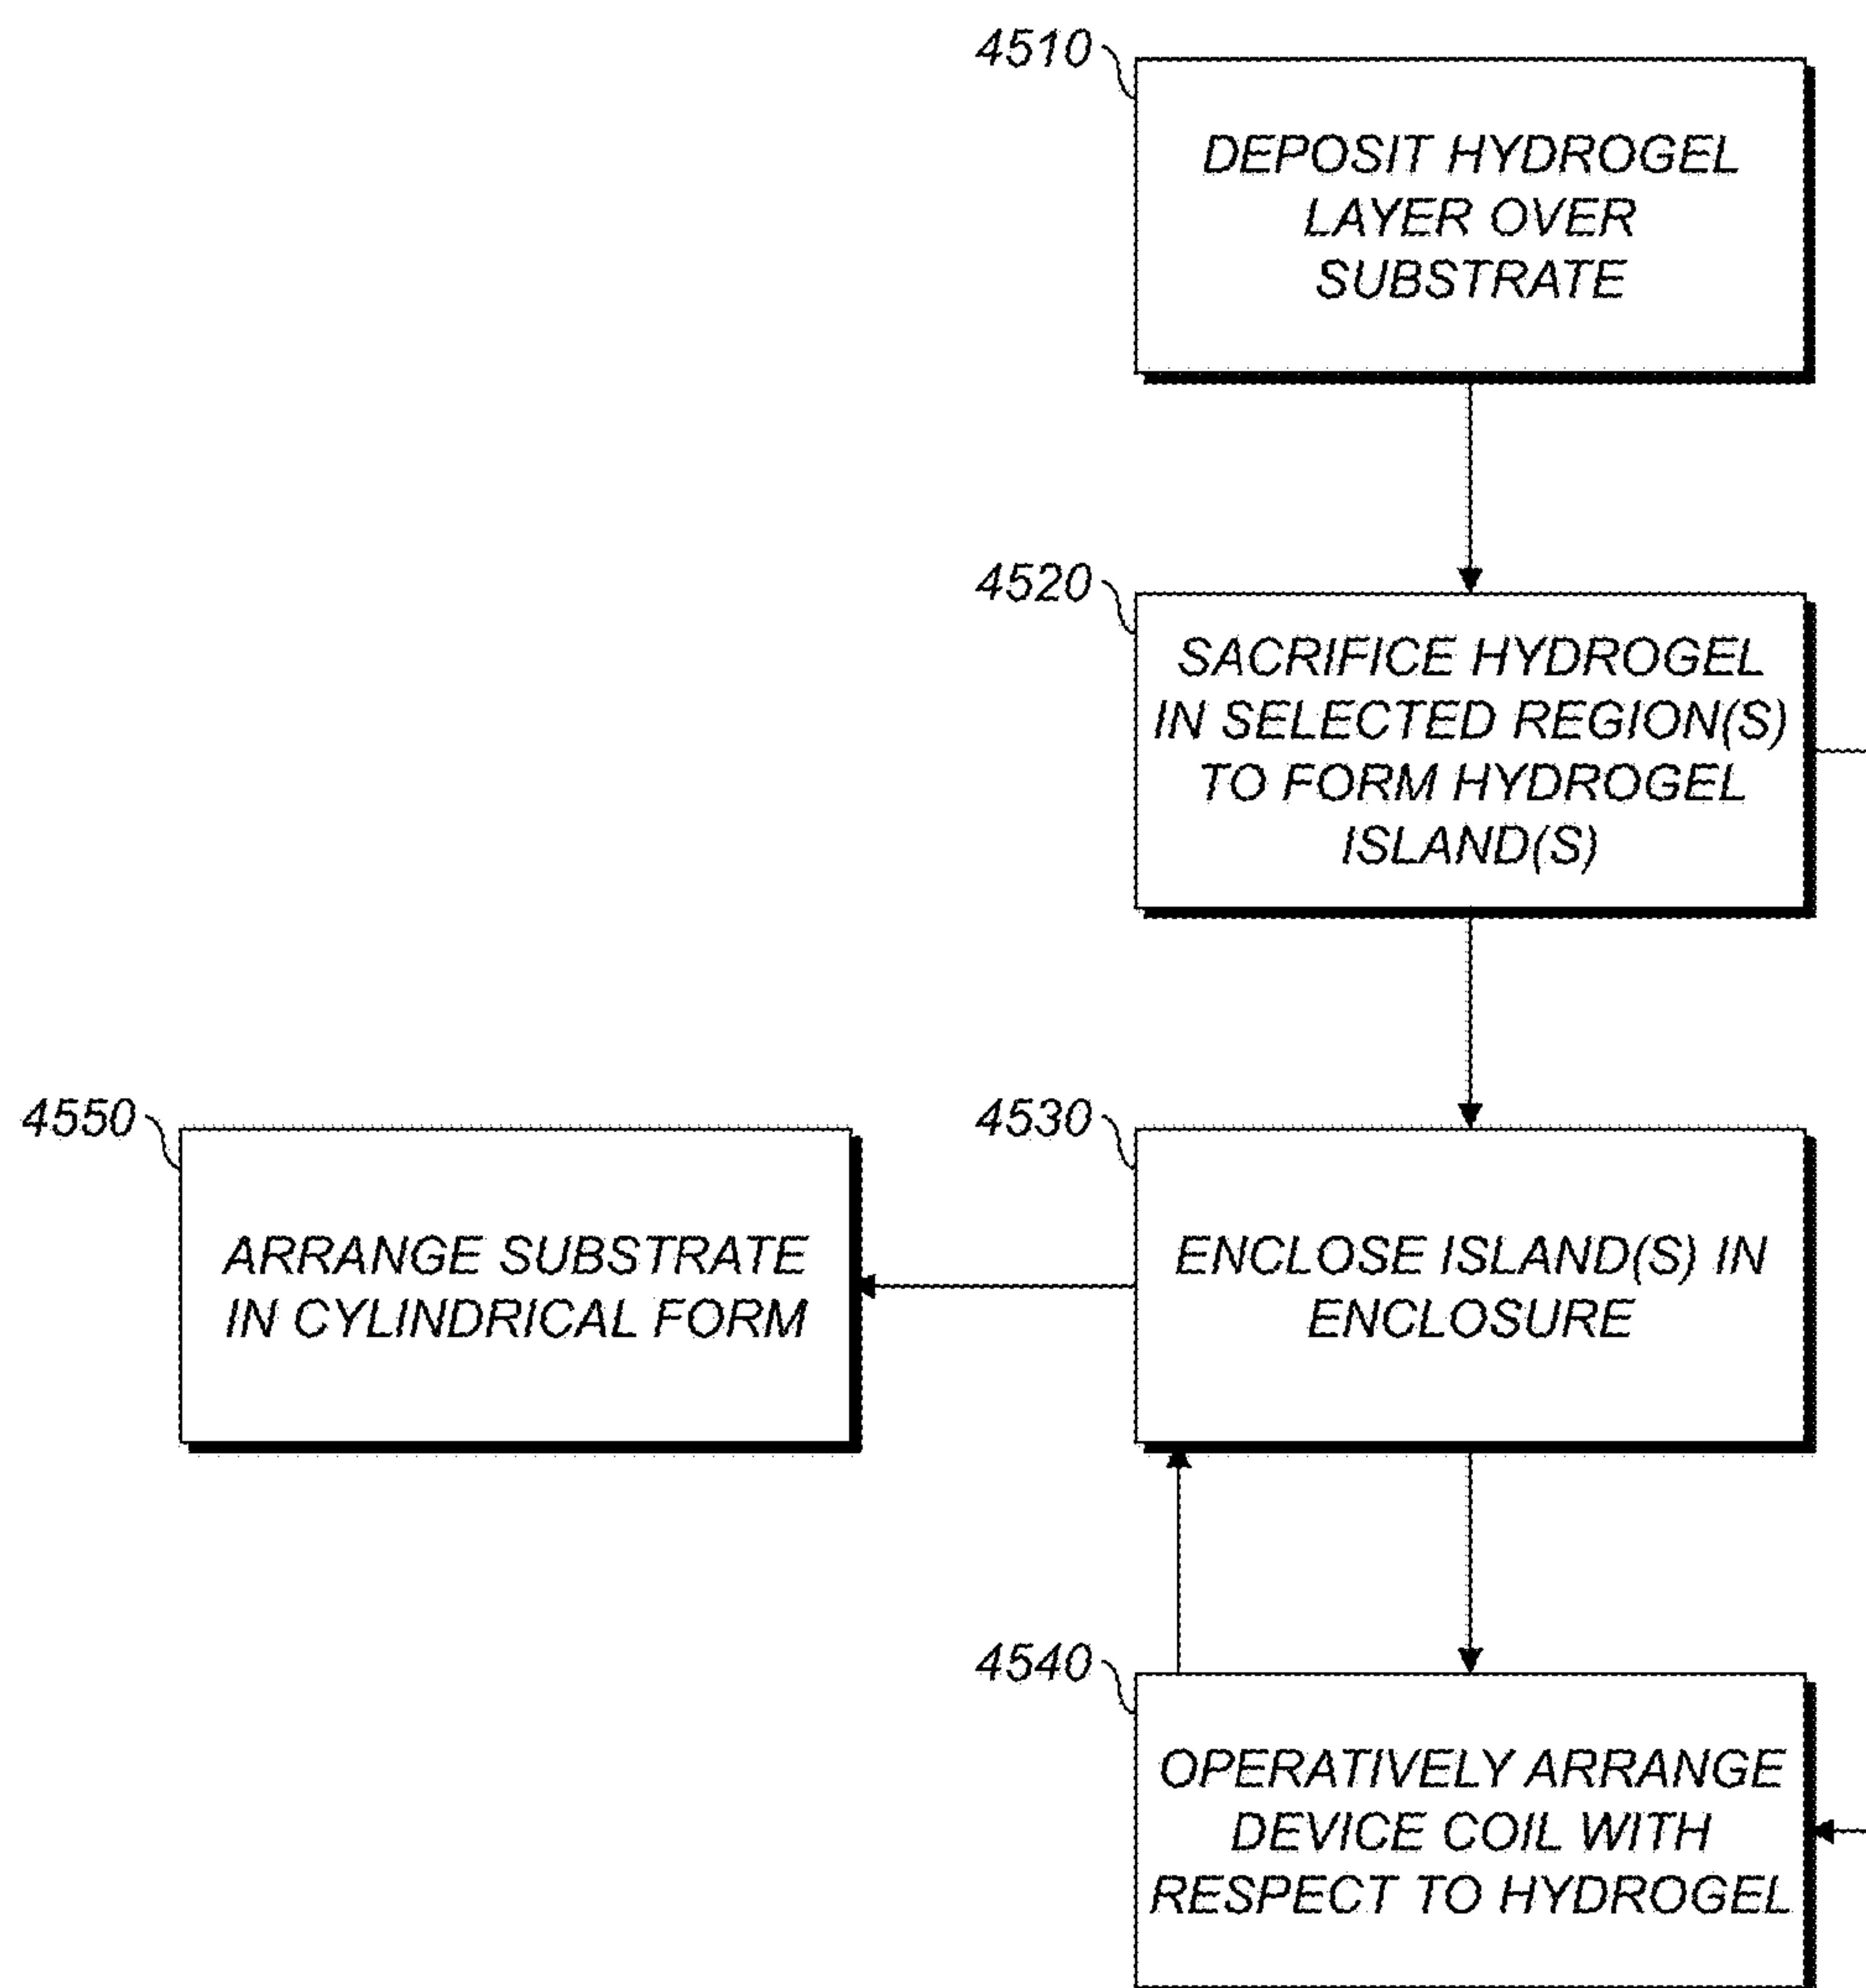 4510
DEPOSIT HYDROGEL
LAYER OVER
SUBSTRATE
4520
SACRIFICE HYDROGEL
IN SELECTED REGION(S)
TO FORM HYDROGEL
ISLAND(S)
4550
ARRANGE SUBSTRATE
IN CYLINDRICAL FORM
4530
ENCLOSE ISLAND(S) IN
ENCLOSURE
4540
OPERATIVELY ARRANGE
DEVICE COIL WITH
RESPECT TO HYDROGEL